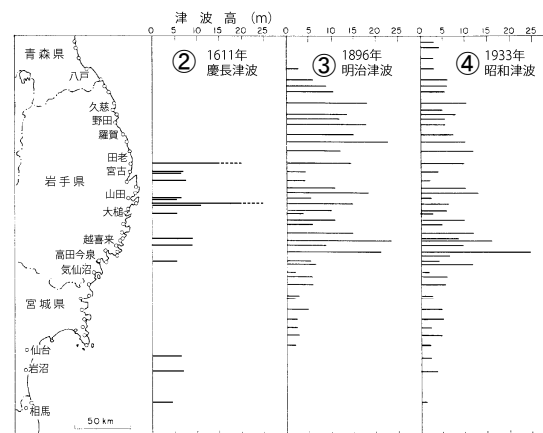 津 波 高 (m)
0 5 10 15 20 25
0 5 10 15 20 25
0 5 10 15 20 25
② 1611年
慶長津波
③ 1896年
明治津波
④ 1933年
昭和津波
青森県
八戸
久慈
野田
羅賀
田老
宮古
岩手県
山田
大槌
越喜来
高田今泉
気仙沼
宮城県
仙台
岩沼
相馬
50 km